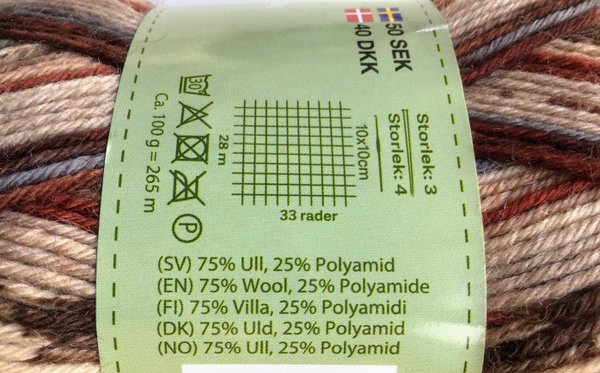 50 SEK
40 DKK
Storlek: 3
Storlek: 4
10x10cm
28 m
33 rader
30
P
Ca. 100 g = 265 m
(SV) 75% Ull, 25% Polyamid
(EN) 75% Wool, 25% Polyamide
(FI) 75% Villa, 25% Polyamidi
(DK) 75% Uld, 25% Polyamid
(NO) 75% Ull, 25% Polyamid